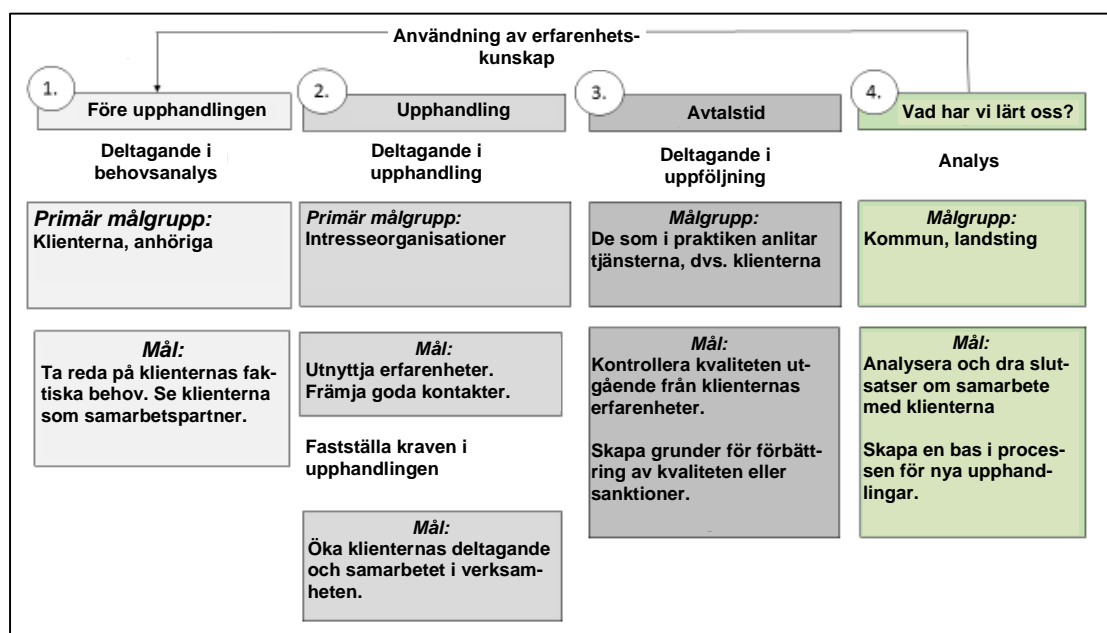 Användning av erfarenhets-
kunskap
1.
Före upphandlingen
Deltagande i
behovsanalys
Primär målgrupp:
Klienterna, anhöriga
Mål:
Ta reda på klienternas fak-
tiska behov. Se klienterna
som samarbetspartner.
2.
Upphandling
Deltagande i
upphandling
Primär målgrupp:
Intresseorganisationer
Mål:
Utnyttja erfarenheter.
Främja goda kontakter.
Fastställa kraven i
upphandlingen
Mål:
Öka klienternas deltagande
och samarbetet i verksam-
heten.
3.
Avtalstid
Deltagande i
uppföljning
Målgrupp:
De som i praktiken anlitar
tjänsterna, dvs. klienterna
Mål:
Kontrollera kvaliteten ut-
gående från klienternas
erfarenheter.
Skapa grunder för förbätt-
ring av kvaliteten eller
sanktioner.
4.
Vad har vi lärt oss?
Analys
Målgrupp:
Kommun, landsting
Mål:
Analysera och dra slut-
satser om samarbete
med klienterna
Skapa en bas i proces-
sen för nya upphand-
lingar.